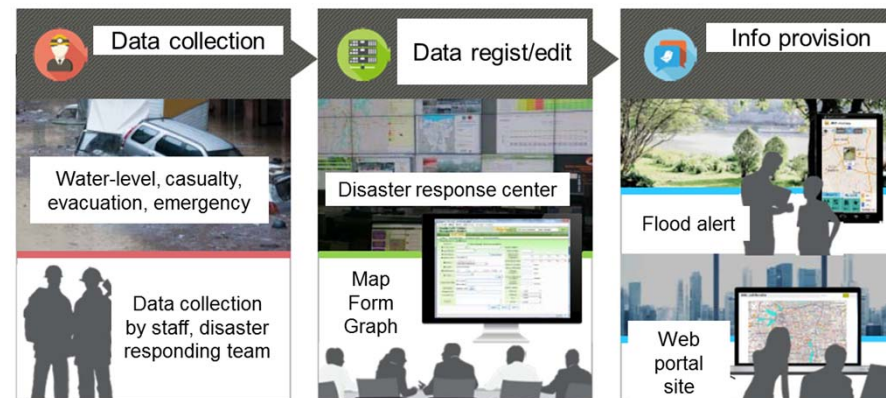 Data collection
Water-level, casualty,
evacuation, emergency
Data collection
by staff, disaster
responding team
Data regist/edit
Disaster response center
Map
Form
Graph
Info provision
Flood alert
Web
portal
site